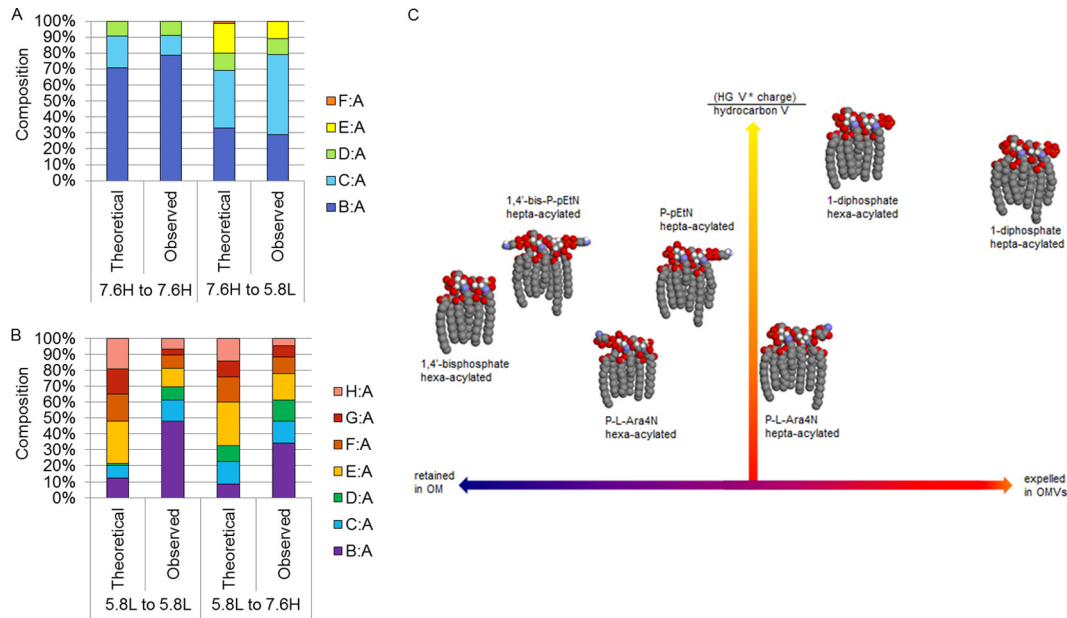 A
100%
90%
80%
70%
60%
50%
40%
30%
20%
10%
0%
Composition
Theoretical
Observed
Theoretical
Observed
7.6H to 7.6H
7.6H to 5.8L
F:A
E:A
D:A
C:A
B:A
B
100%
90%
80%
70%
60%
50%
40%
30%
20%
10%
0%
Composition
Theoretical
Observed
Theoretical
Observed
5.8L to 5.8L
5.8L to 7.6H
H:A
G:A
F:A
E:A
D:A
C:A
B:A
C
(HG V* charge)
hydrocarbon V
1-diphosphate
hexa-acylated
1-diphosphate
hepta-acylated
1,4'-bis-P-pEtN
hepta-acylated
P-pEtN
hepta-acylated
1,4'-bisphosphate
hexa-acylated
P-L-Ara4N
hexa-acylated
P-L-Ara4N
hepta-acylated
retained
in OM
expelled
in OMVs